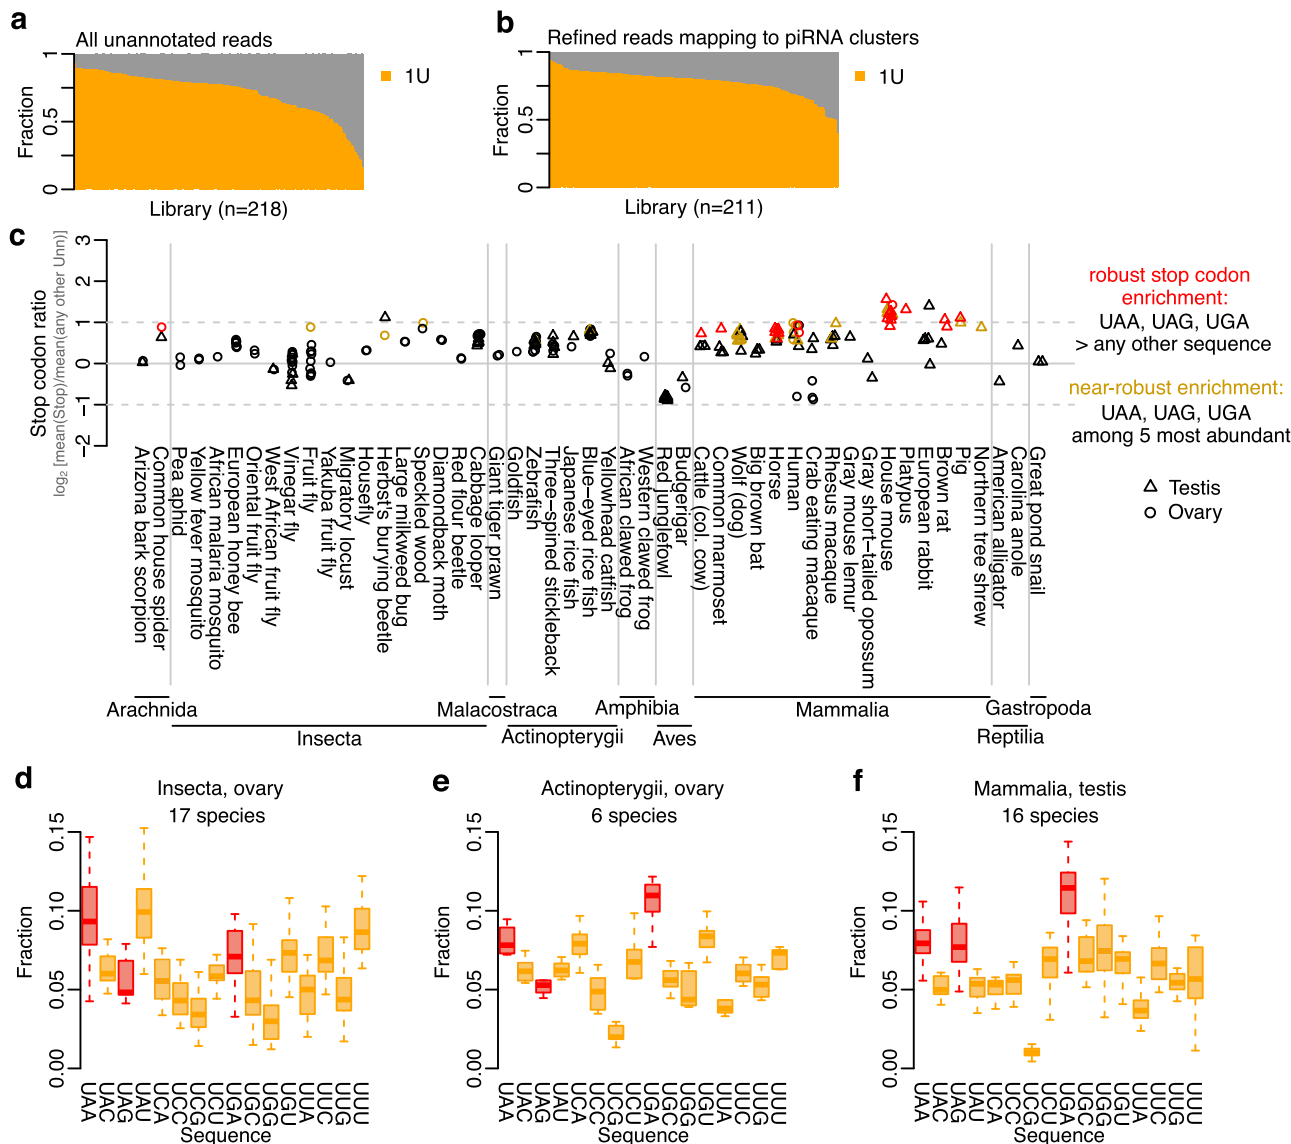 a
All unannotated reads
1
0.5
0
Fraction
1U
Library (n=218)
b
Refined reads mapping to piRNA clusters
1
0.5
0
Fraction
1U
Library (n=211)
c
Stop codon ratio
log2 [mean(Stop)/mean(any other Unn)]
3
2
1
0
−1
−2
robust stop codon
enrichment:
UAA, UAG, UGA
> any other sequence
near-robust enrichment:
UAA, UAG, UGA
among 5 most abundant
Testis
Ovary
Arizona bark scorpion
Common house spider
Pea aphid
Yellow fever mosquito
African malaria mosquito
European honey bee
Oriental fruit fly
West African fruit fly
Vinegar fly
Fruit fly
Yakuba fruit fly
Migratory locust
Housefly
Herbst's burying beetle
Large milkweed bug
Speckled wood
Diamondback moth
Red flour beetle
Cabbage looper
Giant tiger prawn
Goldfish
Zebrafish
Three−spined stickleback
Japanese rice fish
Blue−eyed rice fish
Yellowhead catfish
African clawed frog
Western clawed frog
Red junglefowl
Budgerigar
Cattle (col. cow)
Common marmoset
Wolf (dog)
Big brown bat
Horse
Human
Crab eating macaque
Rhesus macaque
Gray mouse lemur
Gray short−tailed opossum
House mouse
Platypus
European rabbit
Brown rat
Pig
Northern tree shrew
American alligator
Carolina anole
Great pond snail
Arachnida
Insecta
Malacostraca
Actinopterygii
Amphibia
Aves
Mammalia
Reptilia
Gastropoda
d
Insecta, ovary
17 species
0.15
0.10
0.05
0.00
Fraction
UAA
UAC
UAG
UAU
UCA
UCC
UCG
UCU
UGA
UGC
UGG
UGU
UUA
UUC
UUG
UUU
Sequence
e
Actinopterygii, ovary
6 species
0.15
0.10
0.05
0.00
Fraction
UAA
UAC
UAG
UAU
UCA
UCC
UCG
UCU
UGA
UGC
UGG
UGU
UUA
UUC
UUG
UUU
Sequence
f
Mammalia, testis
16 species
0.15
0.10
0.05
0.00
Fraction
UAA
UAC
UAG
UAU
UCA
UCC
UCG
UCU
UGA
UGC
UGG
UGU
UUA
UUC
UUG
UUU
Sequence